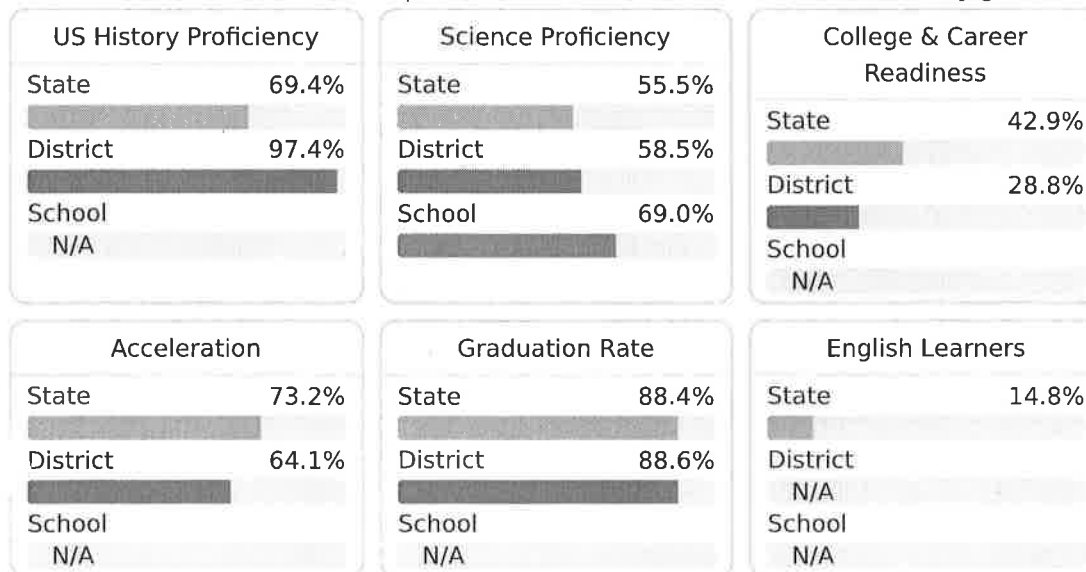 US History Proficiency
State 69.4%
District 97.4%
School
N/A
Science Proficiency
State 55.5%
District 58.5%
School 69.0%
College & Career
Readiness
State 42.9%
District 28.8%
School
N/A
Acceleration
State 73.2%
District 64.1%
School
N/A
Graduation Rate
State 88.4%
District 88.6%
School
N/A
English Learners
State 14.8%
District
N/A
School
N/A